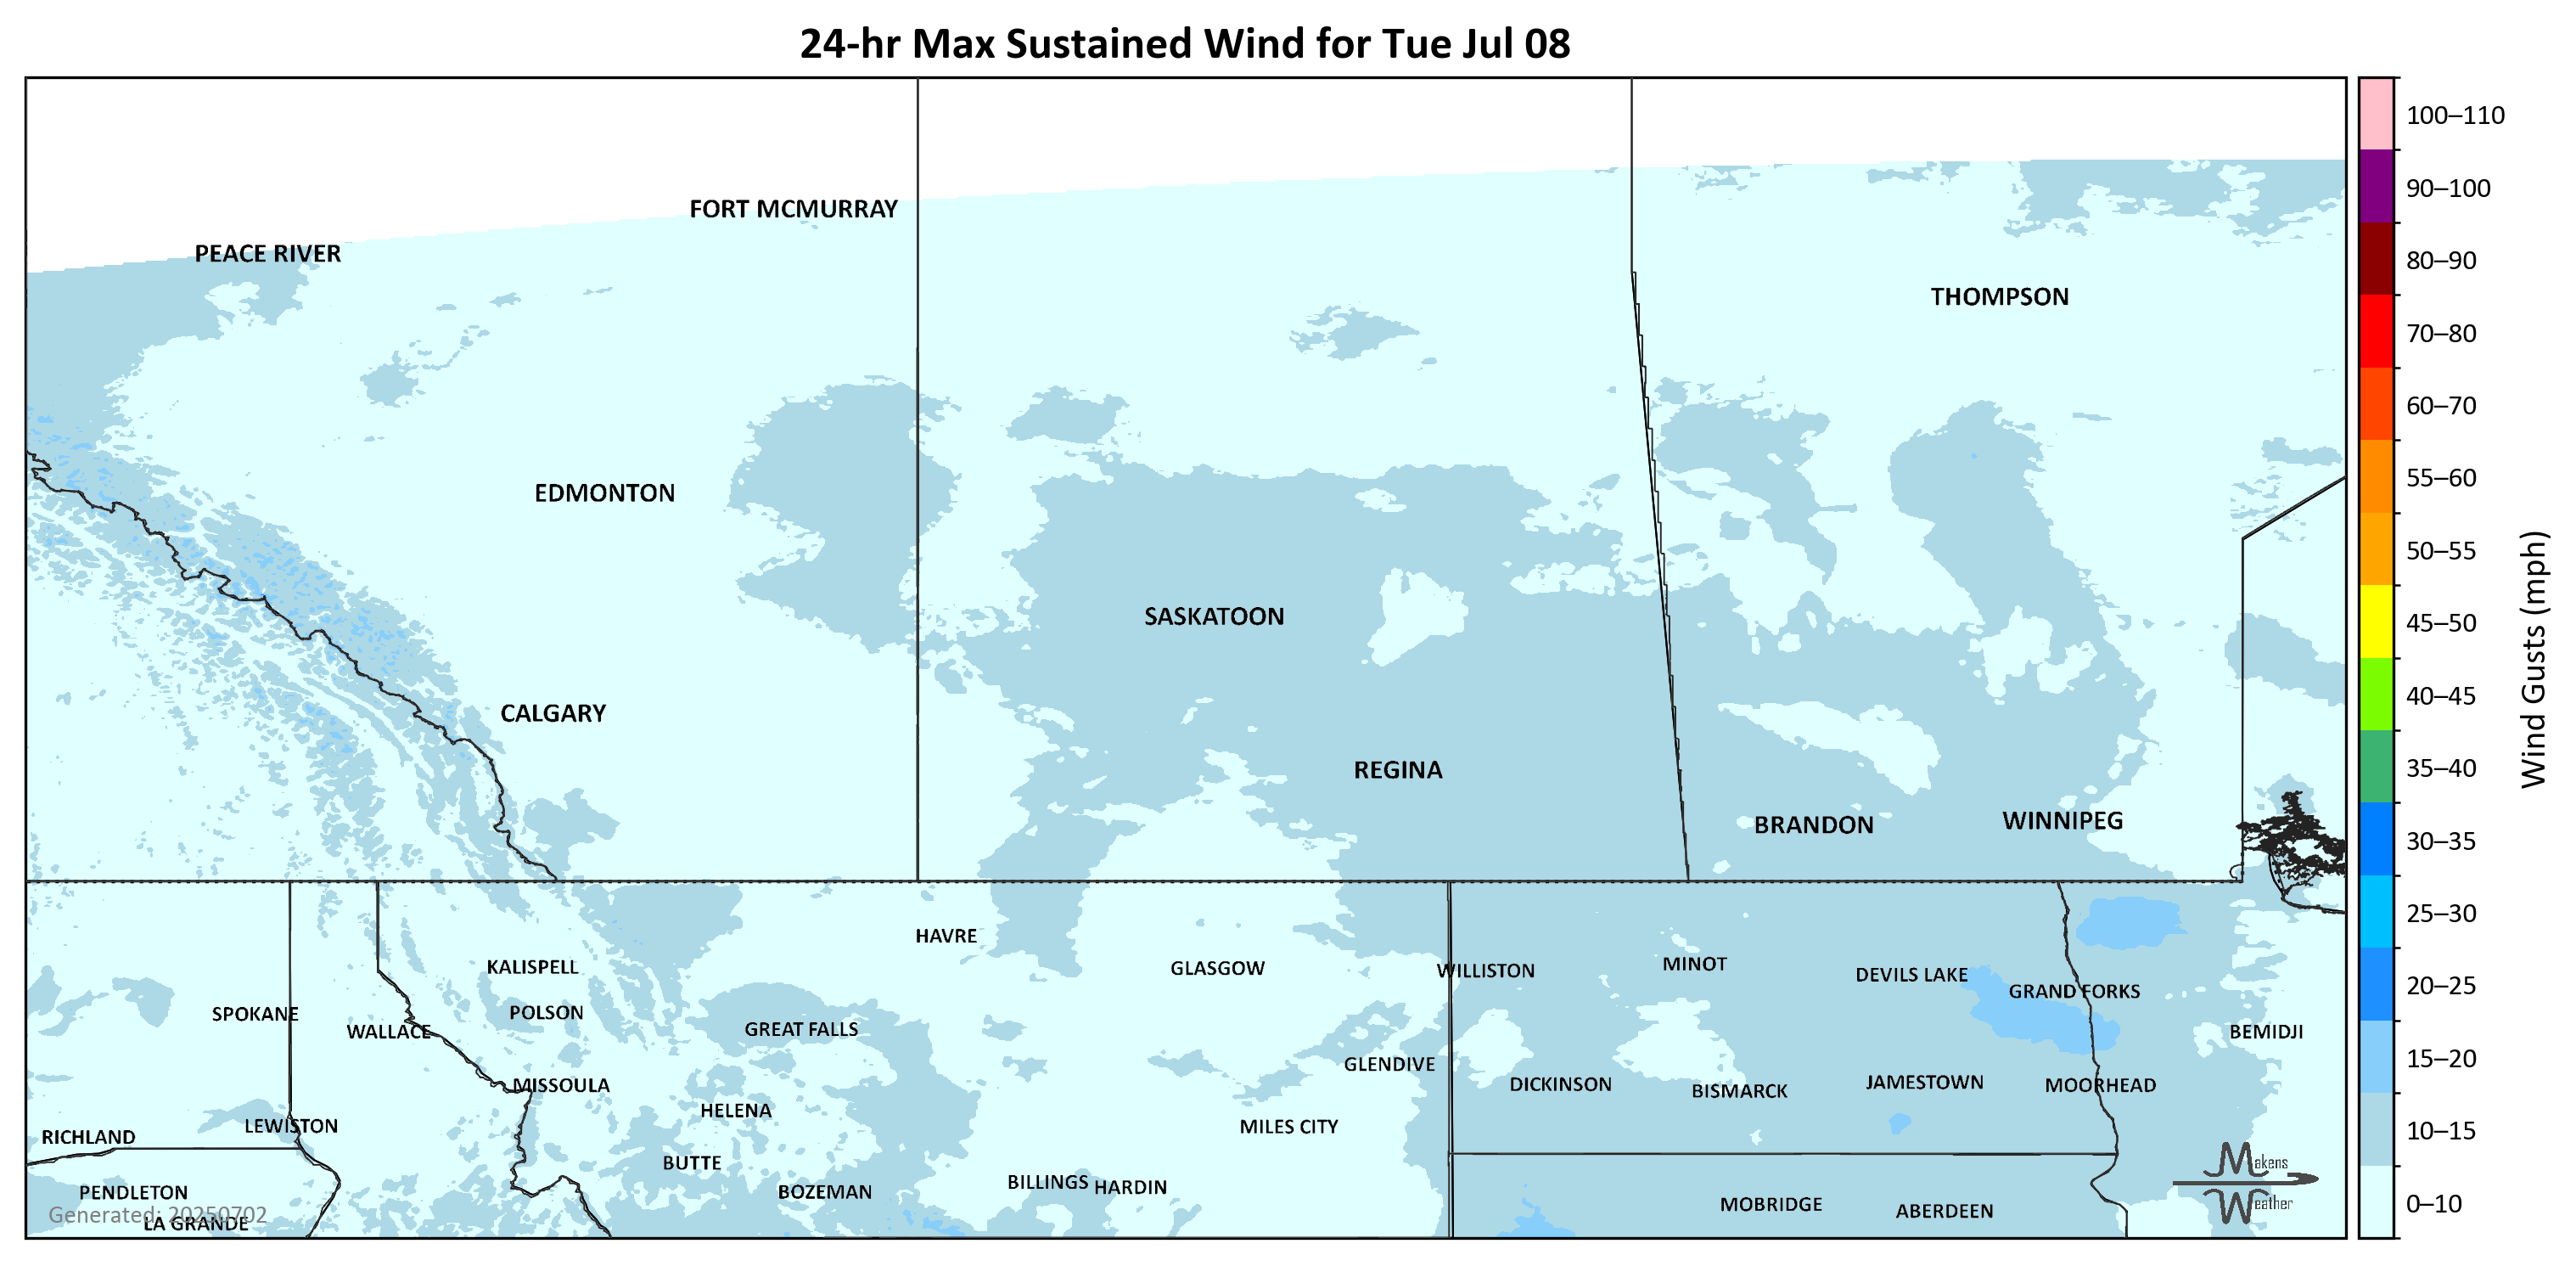 24-hr Max Sustained Wind for Tue Jul 08
FORT MCMURRAY
PEACE RIVER
THOMPSON
EDMONTON
SASKATOON
CALGARY
REGINA
BRANDON
WINNIPEG
HAVRE
KALISPELL
GLASGOW
WILLISTON
MINOT
DEVILS LAKE
GRAND FORKS
SPOKANE
POLSON
WALLACE
GREAT FALLS
BEMIDJI
GLENDIVE
MISSOULA
DICKINSON
BISMARCK
JAMESTOWN
MOORHEAD
HELENA
LEWISTON
MILES CITY
RICHLAND
BUTTE
BILLINGS
HARDIN
PENDLETON
BOZEMAN
MOBRIDGE
ABERDEEN
Generated: 20250702
LA GRANDE
Makens
Weather
100–110
90–100
80–90
70–80
60–70
55–60
50–55
45–50
40–45
35–40
30–35
25–30
20–25
15–20
10–15
0–10
Wind Gusts (mph)